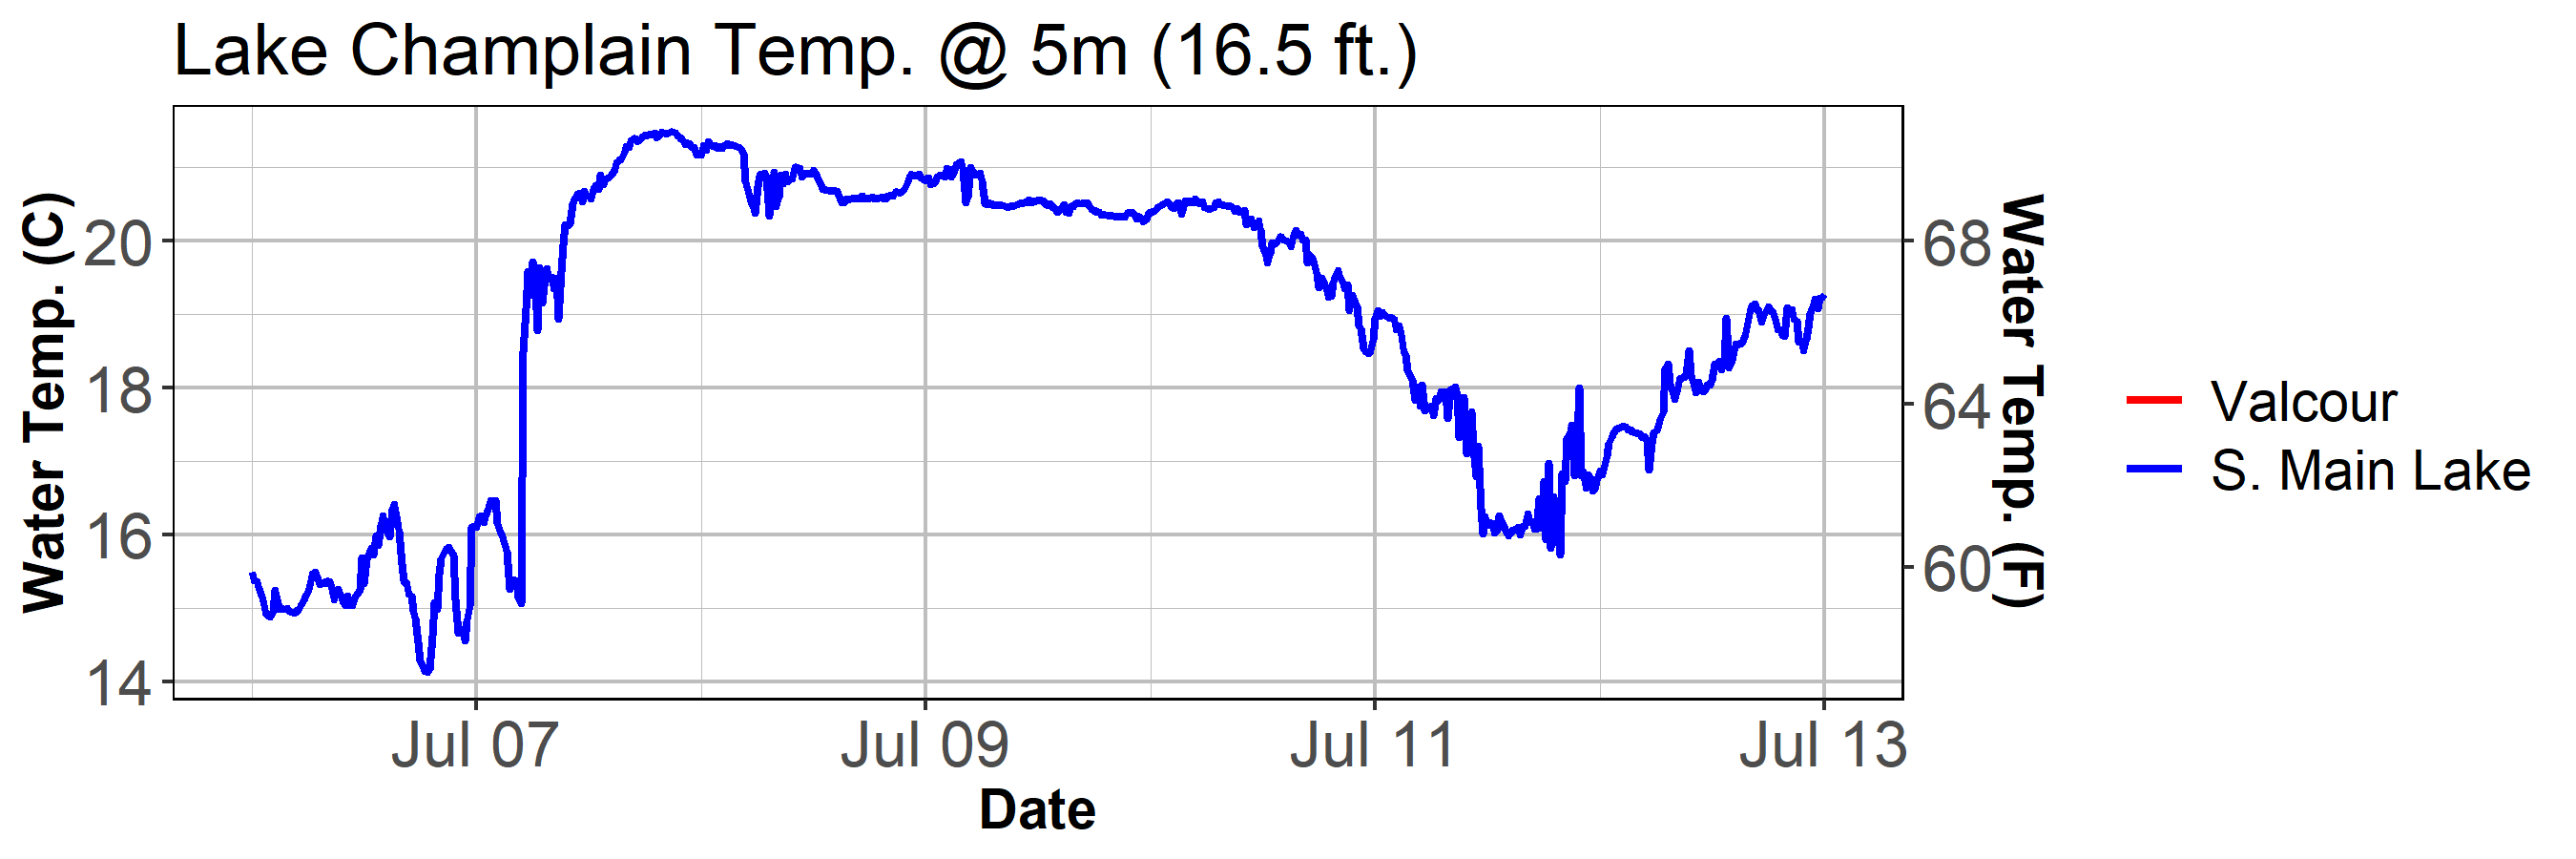 Lake Champlain Temp. @ 5m (16.5 ft.)
Water Temp. (C)
20
18
16
14
68
64
60
Water Temp. (F)
Jul 07
Jul 09
Jul 11
Jul 13
Date
Valcour
S. Main Lake